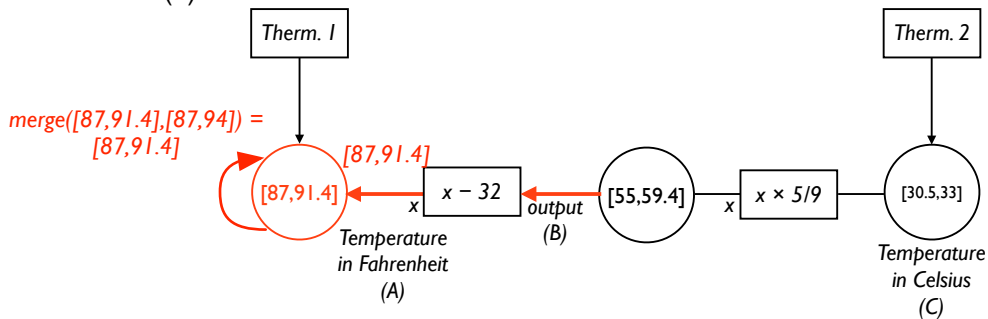 Therm. 1
Therm. 2
merge([87,91.4],[87,94]) =
[87,91.4]
[87,91.4]
[87,91.4]
x
x − 32
output
(B)
[55,59.4]
x
x × 5/9
[30.5,33]
Temperature
in Fahrenheit
(A)
Temperature
in Celsius
(C)